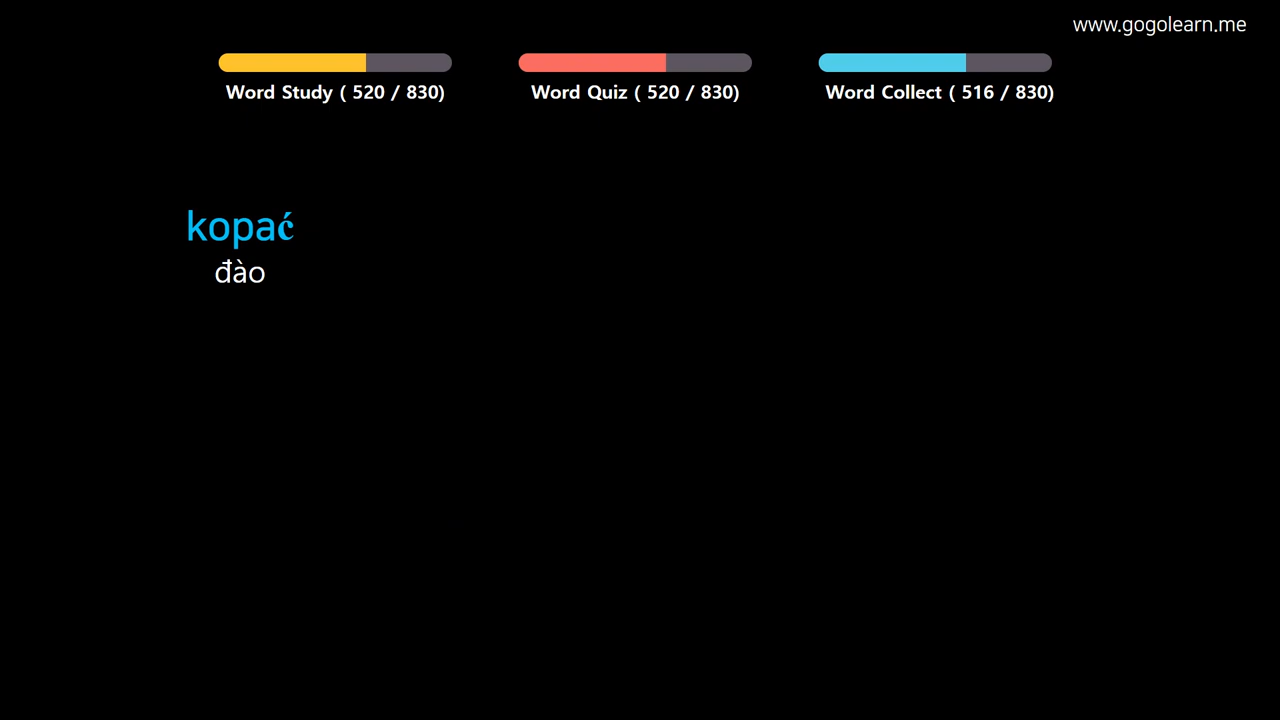 www.gogolearn.me
Word Study ( 520 / 830)
Word Quiz ( 520 / 830)
Word Collect ( 516 / 830)
kopać
đào